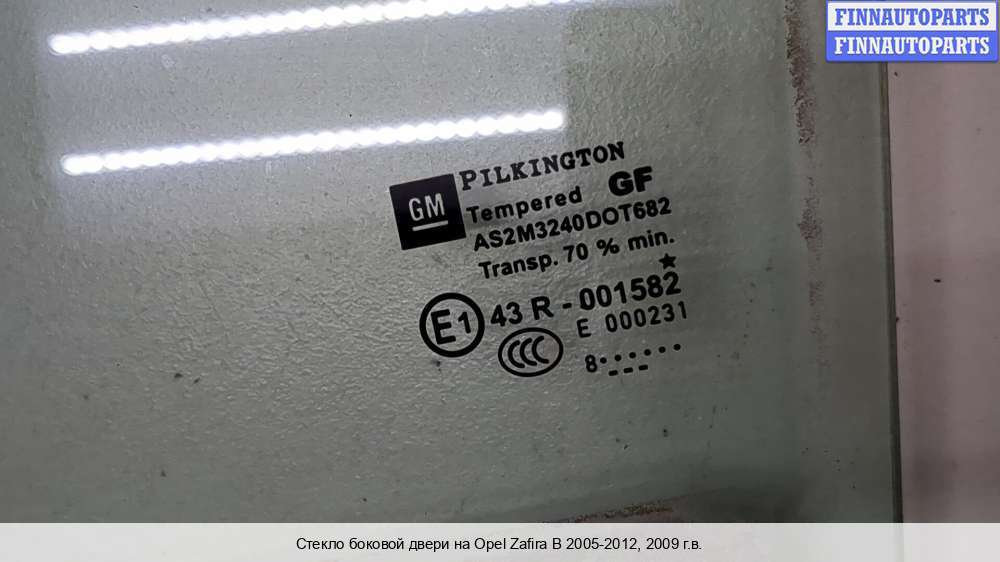 FINNAUTOPARTS
FINNAUTOPARTS
PILKINGTON
GM
Tempered GF
AS2M3240DOT682
Transp. 70 % min.
E1 43 R - 001582
CCC E 000231
8
Стекло боковой двери на Opel Zafira B 2005-2012, 2009 г.в.